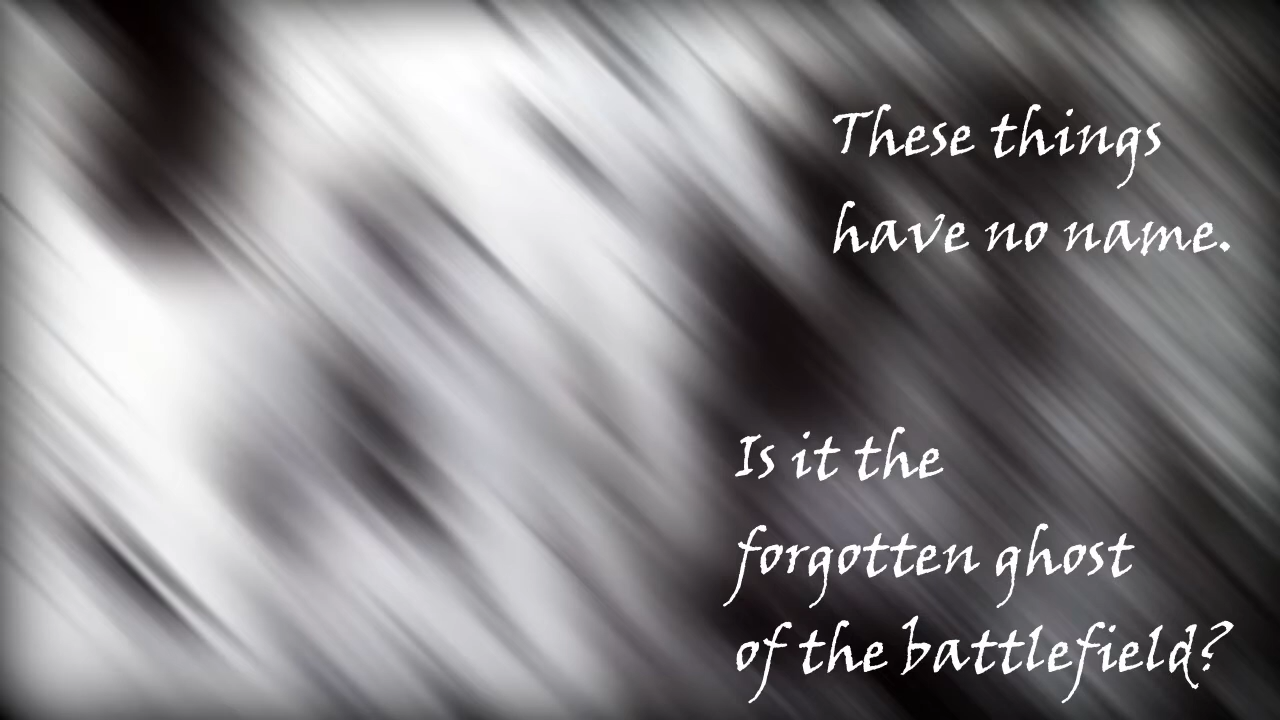 These things
have no name.
Is it the
forgotten ghost
of the battlefield?